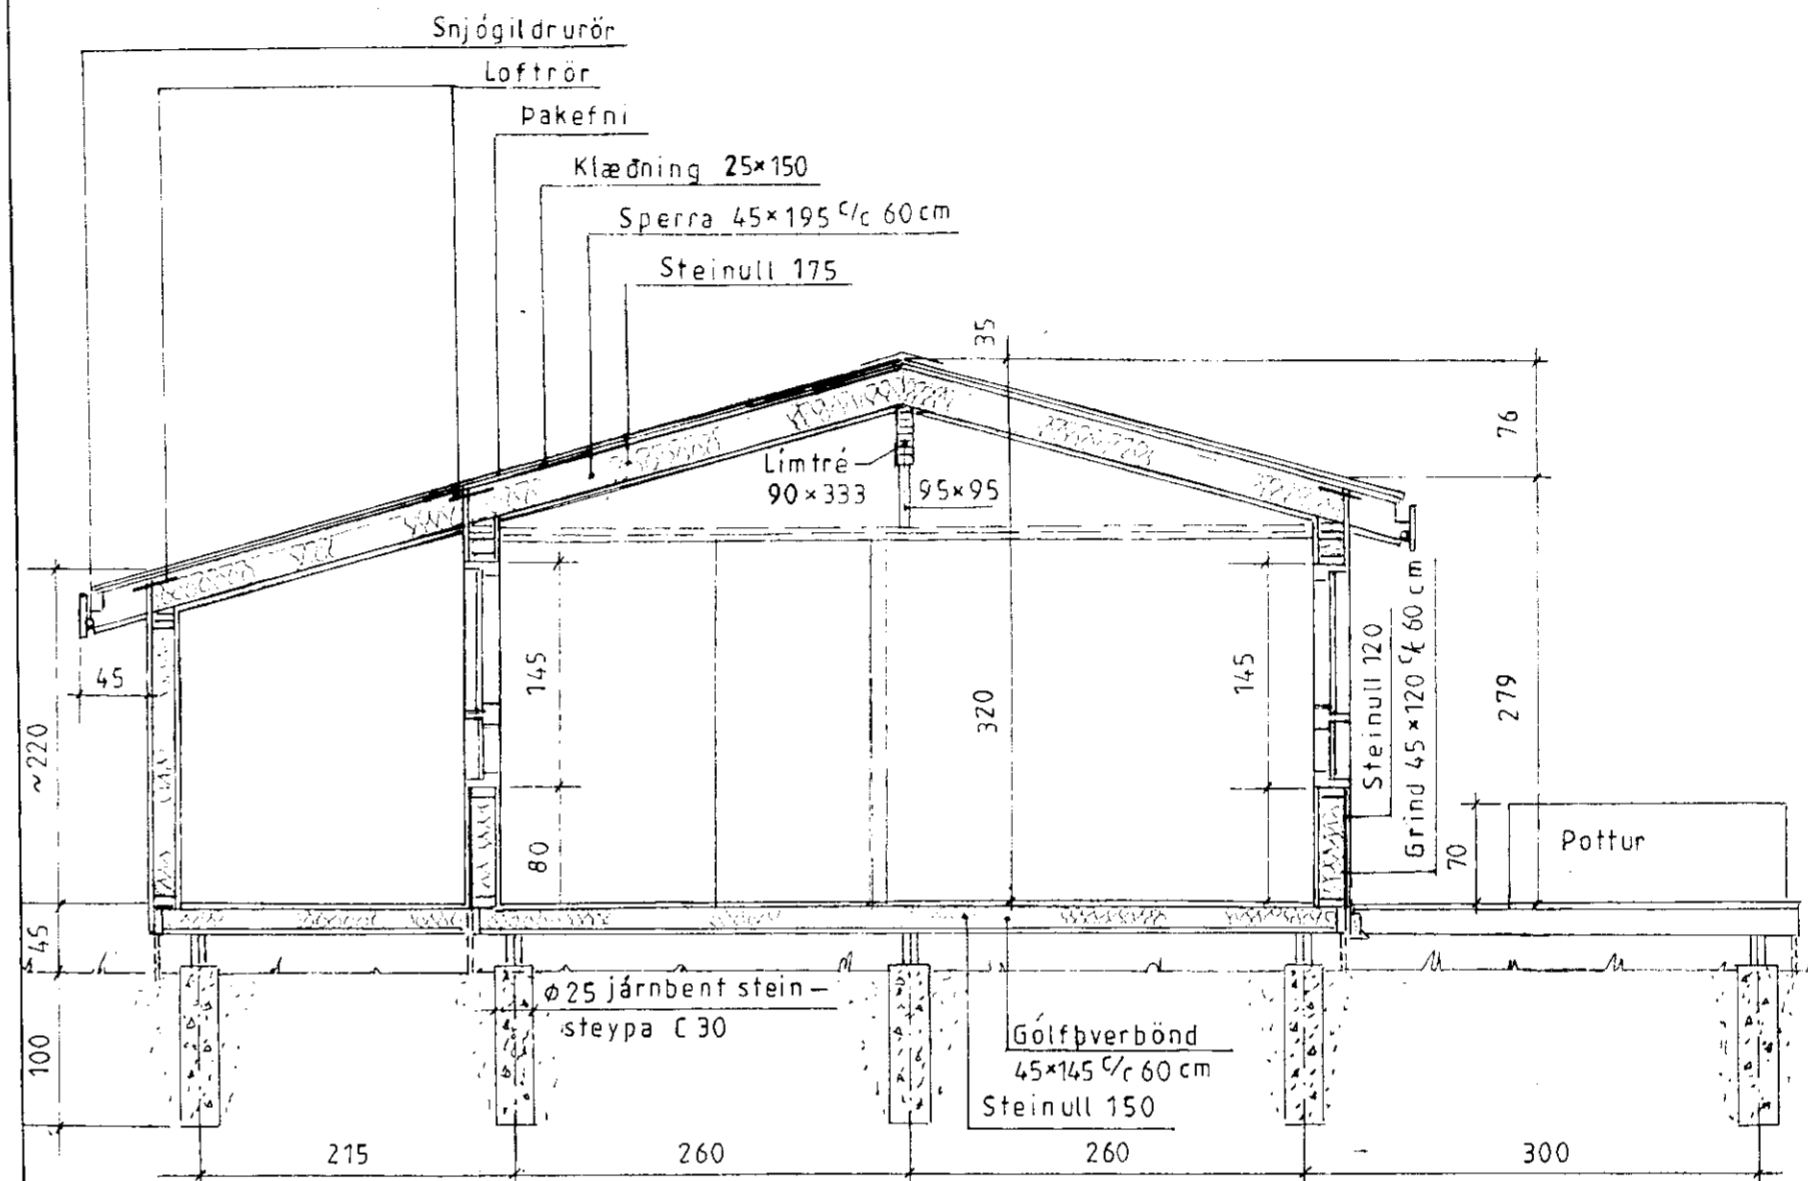 Snjógildrurör
Loftrör
Þakefni
Klæðning 25×150
Sperra 45×195 c/c 60 cm
Steinull 175
35
76
Límtré
90×333
95×95
45
145
320
145
Steinull 120
Grind 45×120 c/c 60 cm
279
~220
80
70
Pottur
45
ø25 járnbent stein-
steypa C 30
100
Gólfþverbönd
45×145 c/c 60 cm
Steinull 150
215
260
260
300